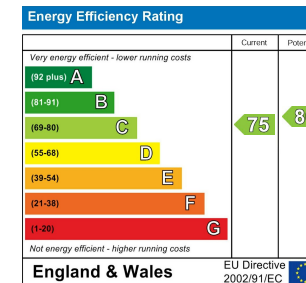 Energy Efficiency Rating
Current
Very energy efficient - lower running costs
(92 plus) A
(81-91) B
(69-80) C
75
(55-68) D
(39-54) E
(21-38) F
(1-20) G
Not energy efficient - higher running costs
England & Wales
EU Directive
2002/91/EC